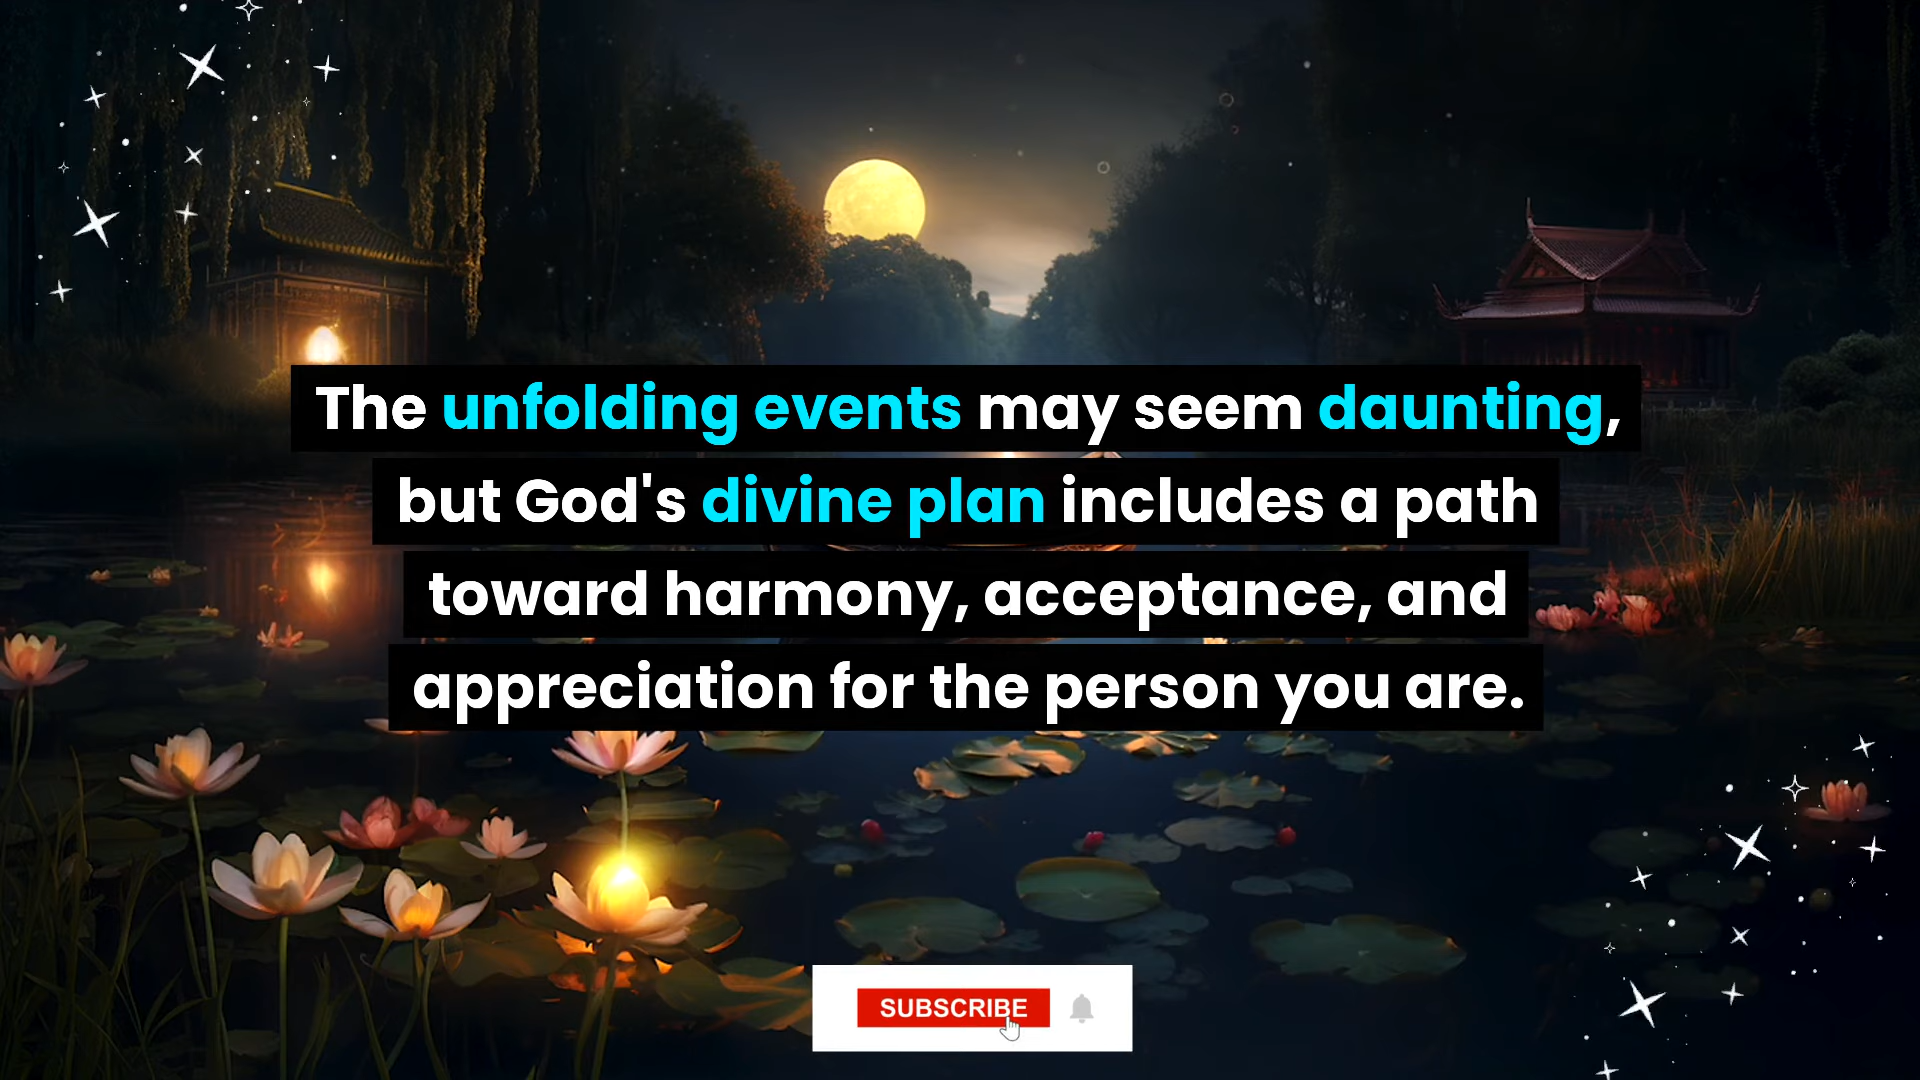 The unfolding events may seem daunting,
but God's divine plan includes a path
toward harmony, acceptance, and
appreciation for the person you are.
SUBSCRIBE